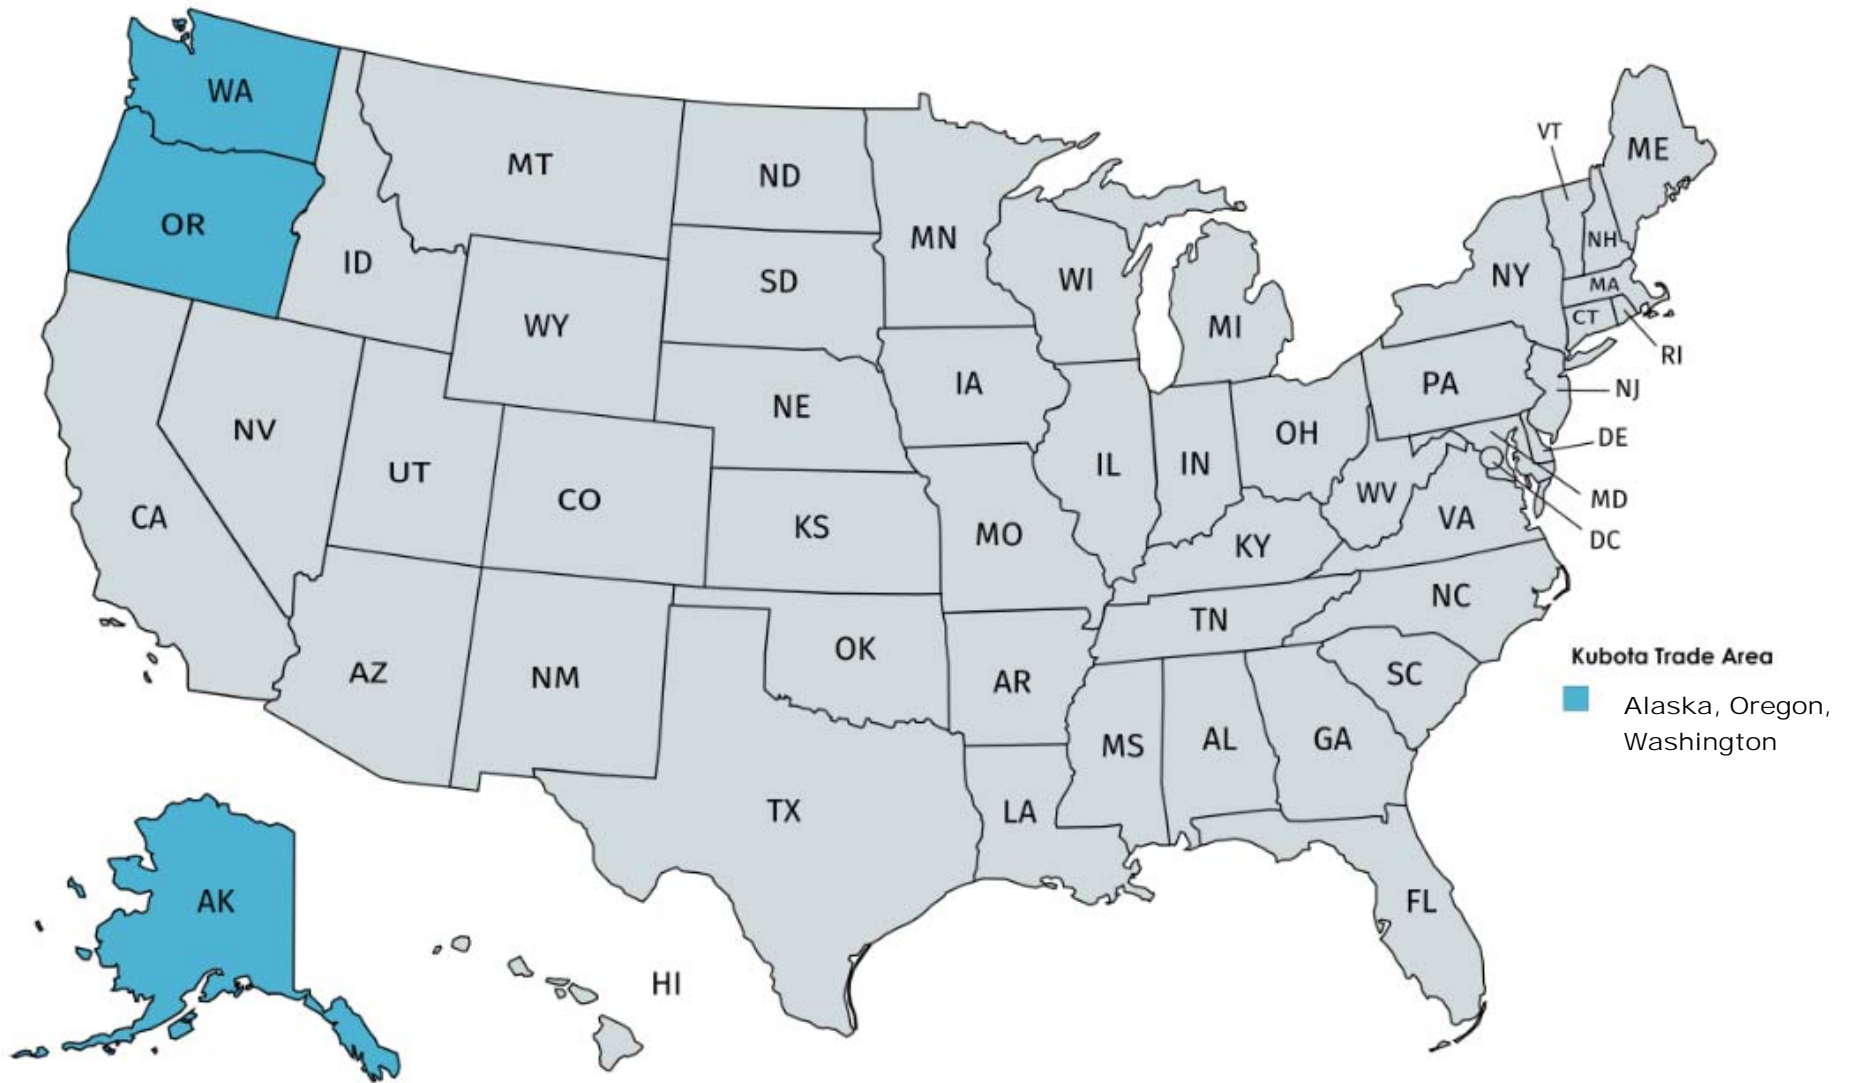 WA
MT
ND
MN
VT
ME
OR
ID
SD
WI
NH
NY
MA
WY
MI
CT
RI
IA
PA
NJ
NE
NV
OH
DE
UT
CO
IL
IN
WV
MD
CA
KS
MO
VA
DC
KY
NC
TN
OK
AZ
NM
AR
SC
Kubota Trade Area
Alaska, Oregon,
Washington
MS
AL
GA
TX
LA
AK
FL
HI